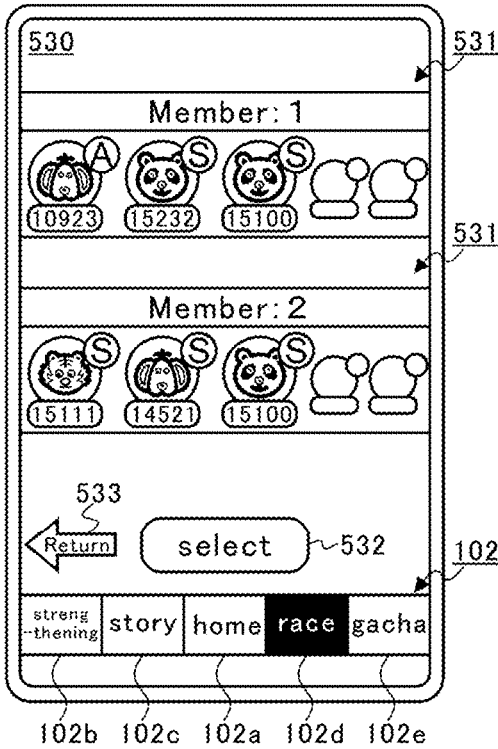 530
531
Member:1
A S S
10923 15232 15100
531
Member:2
S S S
15111 14521 15100
533
Return
select
532
102
streng
-thening
story
home
race
gacha
102b 102c 102a 102d 102e